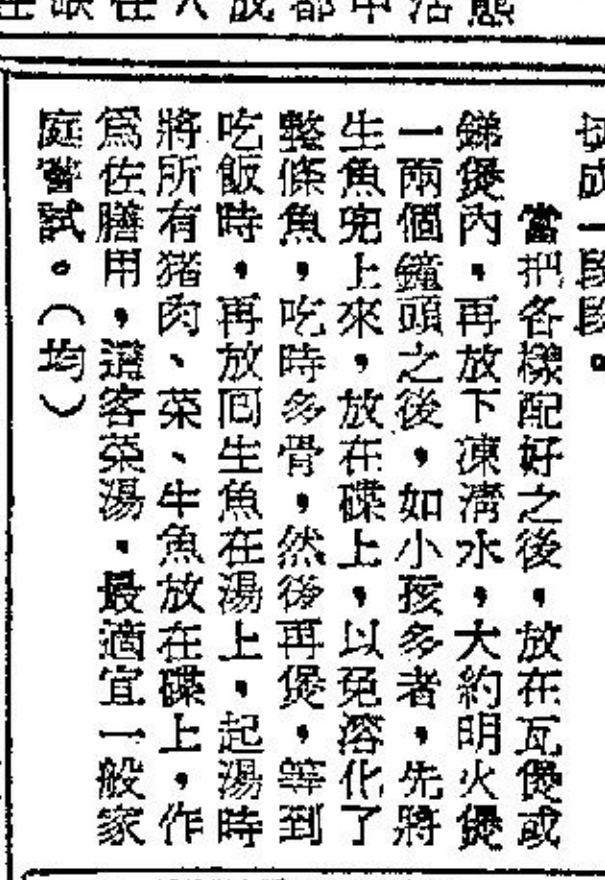 切成一段段。
當把各樣配好之後，放在瓦煲或
銻煲內，再放下凍清水，大約明火煲
一兩個鐘頭之後，如小孩多者，先將
生魚兜上來，放在碟上，以免溶化了
整條魚，吃時多骨，然後再煲，等到
吃飯時，再放回生魚在湯上，起湯時
將所有猪肉、菜、牛魚放在碟上，作
爲佐膳用，這客菜湯，最適宜一般家
庭嘗試。（均）